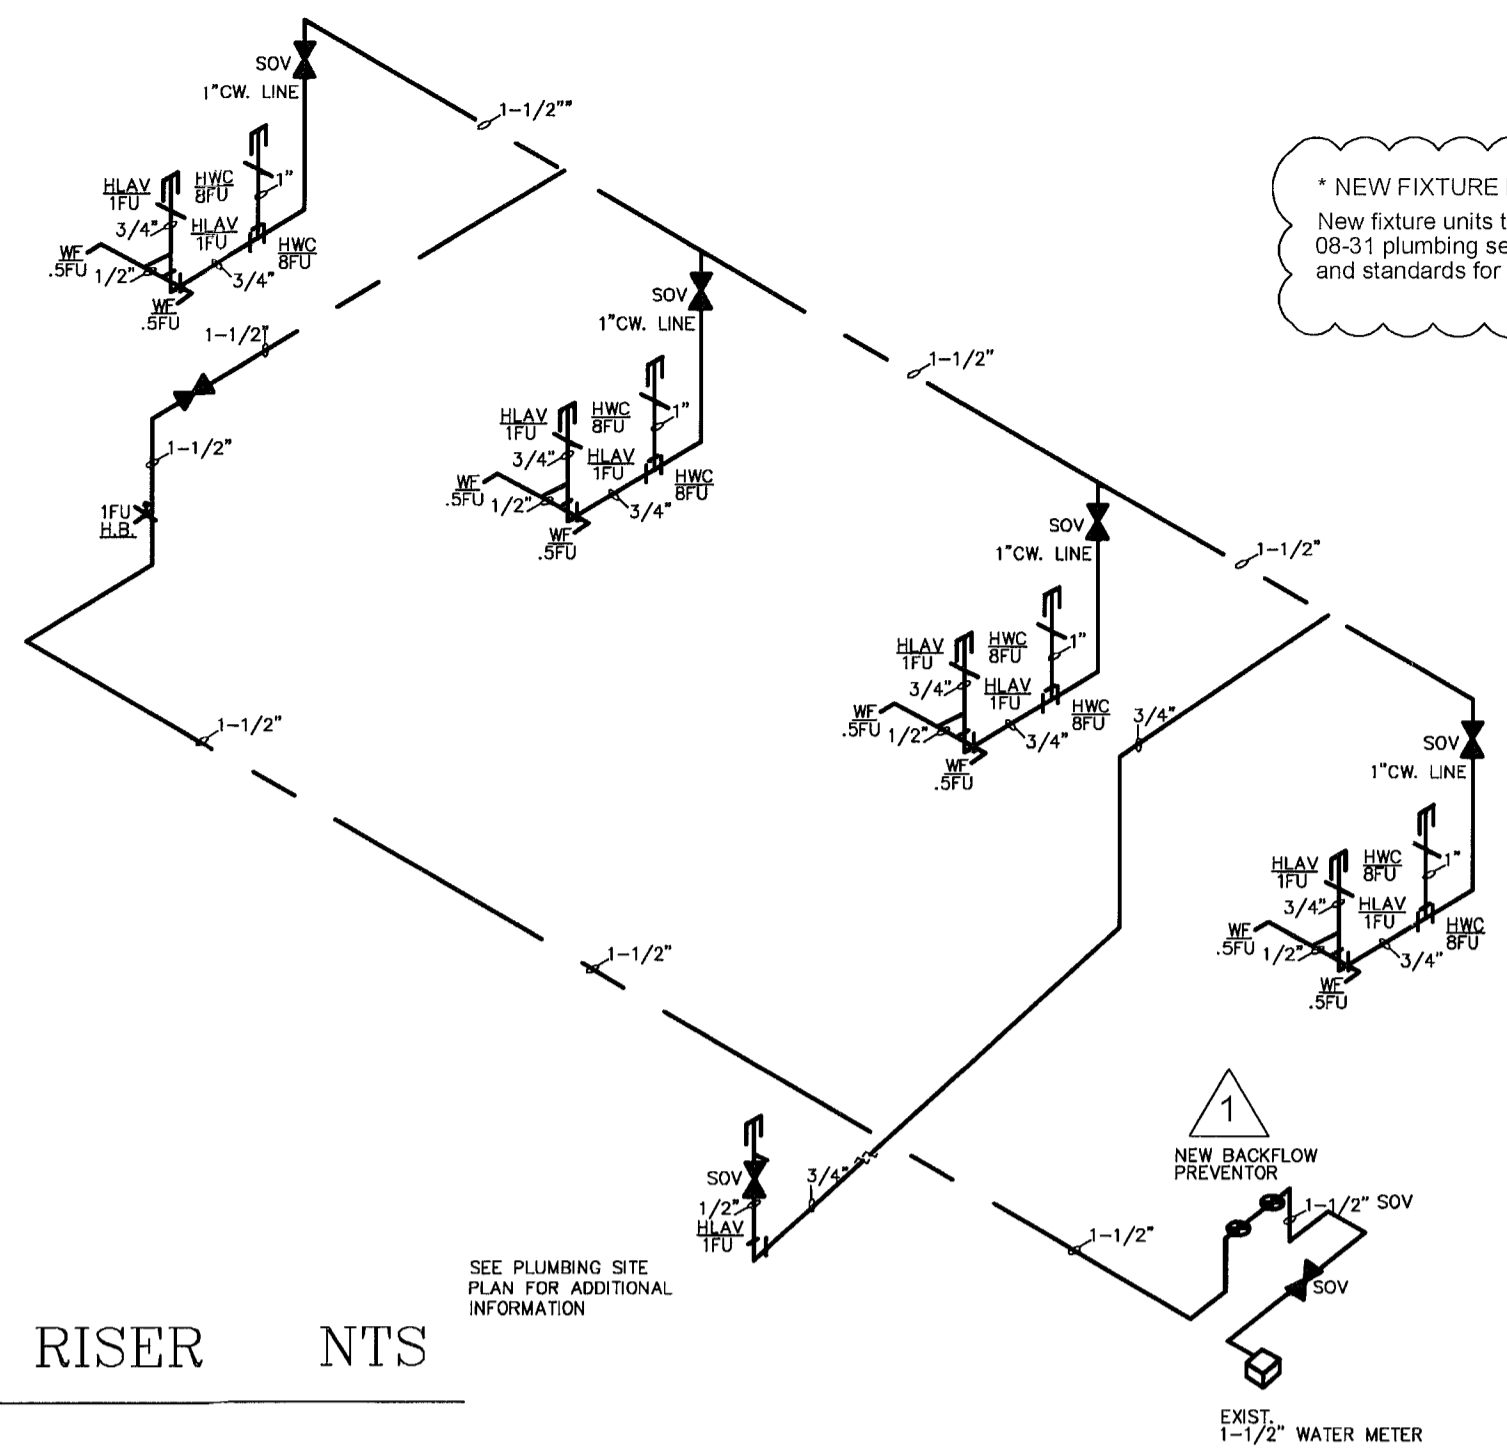 SOV
1"CW. LINE
1-1/2""
HLAV
1FU
HWC
8FU
1"
3/4"
HLAV
1FU
HWC
8FU
WF
.5FU
1/2"
3/4"
WF
.5FU
1-1/2"
* NEW FIXTURE
New fixture units t
08-31 plumbing se
and standards for
SOV
1"CW. LINE
1-1/2"
HLAV
1FU
HWC
8FU
1"
3/4"
HLAV
1FU
HWC
8FU
WF
.5FU
1/2"
3/4"
WF
.5FU
1-1/2"
1FU
H.B.
SOV
1"CW. LINE
1-1/2"
HLAV
1FU
HWC
8FU
1"
3/4"
HLAV
1FU
HWC
8FU
WF
.5FU
1/2"
3/4"
WF
.5FU
3/4"
1-1/2"
SOV
1"CW. LINE
HLAV
1FU
HWC
8FU
1"
3/4"
HLAV
1FU
HWC
8FU
WF
.5FU
1/2"
3/4"
WF
.5FU
1-1/2"
1
NEW BACKFLOW
PREVENTOR
SOV
3/4"
1/2"
HLAV
1FU
1-1/2" SOV
1-1/2"
SOV
SEE PLUMBING SITE
PLAN FOR ADDITIONAL
INFORMATION
RISER NTS
EXIST.
1-1/2" WATER METER